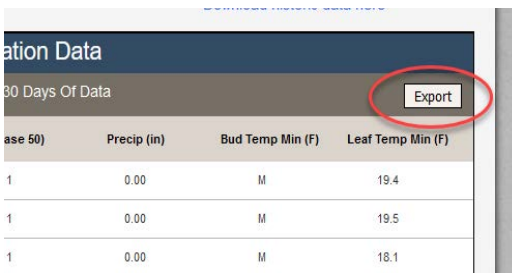 ation Data
30 Days Of Data Export
ase 50) Precip (in) Bud Temp Min (F) Leaf Temp Min (F)
1 0.00 M 19.4
1 0.00 M 19.5
1 0.00 M 18.1